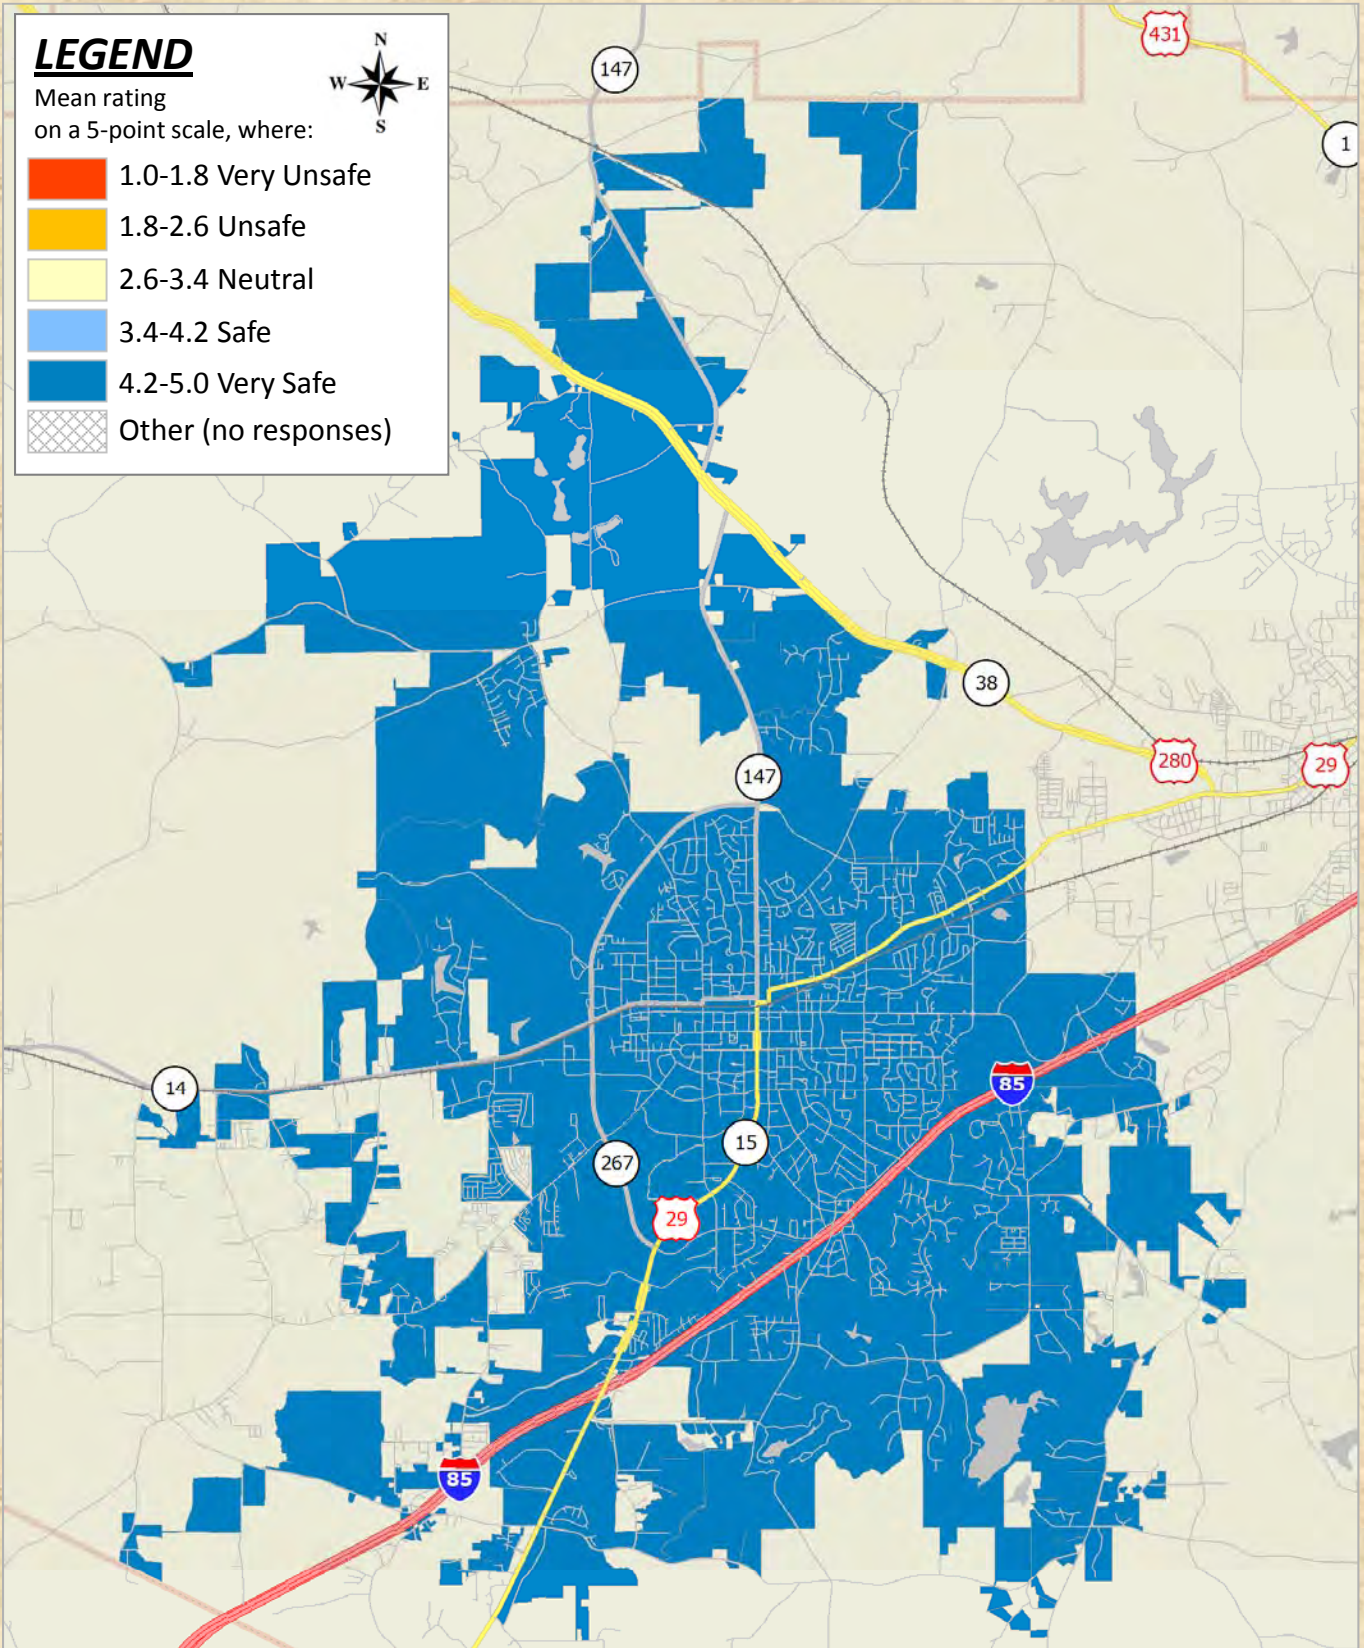 LEGEND
Mean rating
on a 5-point scale, where:
1.0-1.8 Very Unsafe
1.8-2.6 Unsafe
2.6-3.4 Neutral
3.4-4.2 Safe
4.2-5.0 Very Safe
Other (no responses)
N
W E
S
147
431
1
38
280
29
147
14
85
15
267
29
85